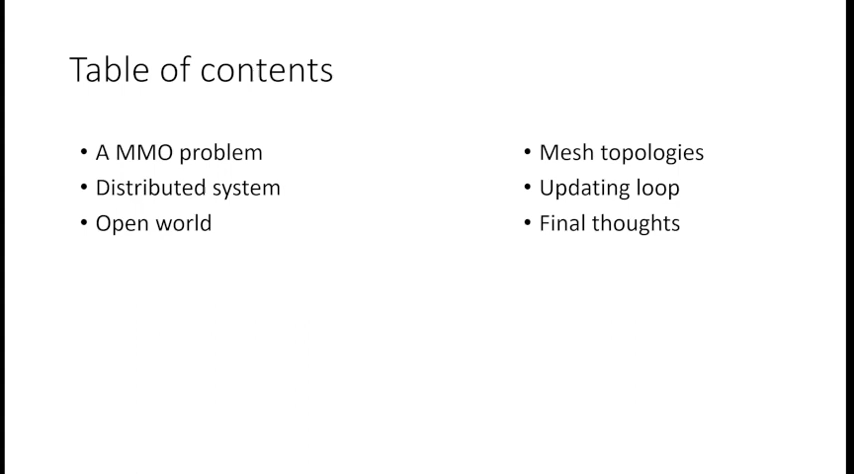 Table of contents
• A MMO problem
• Distributed system
• Open world
• Mesh topologies
• Updating loop
• Final thoughts